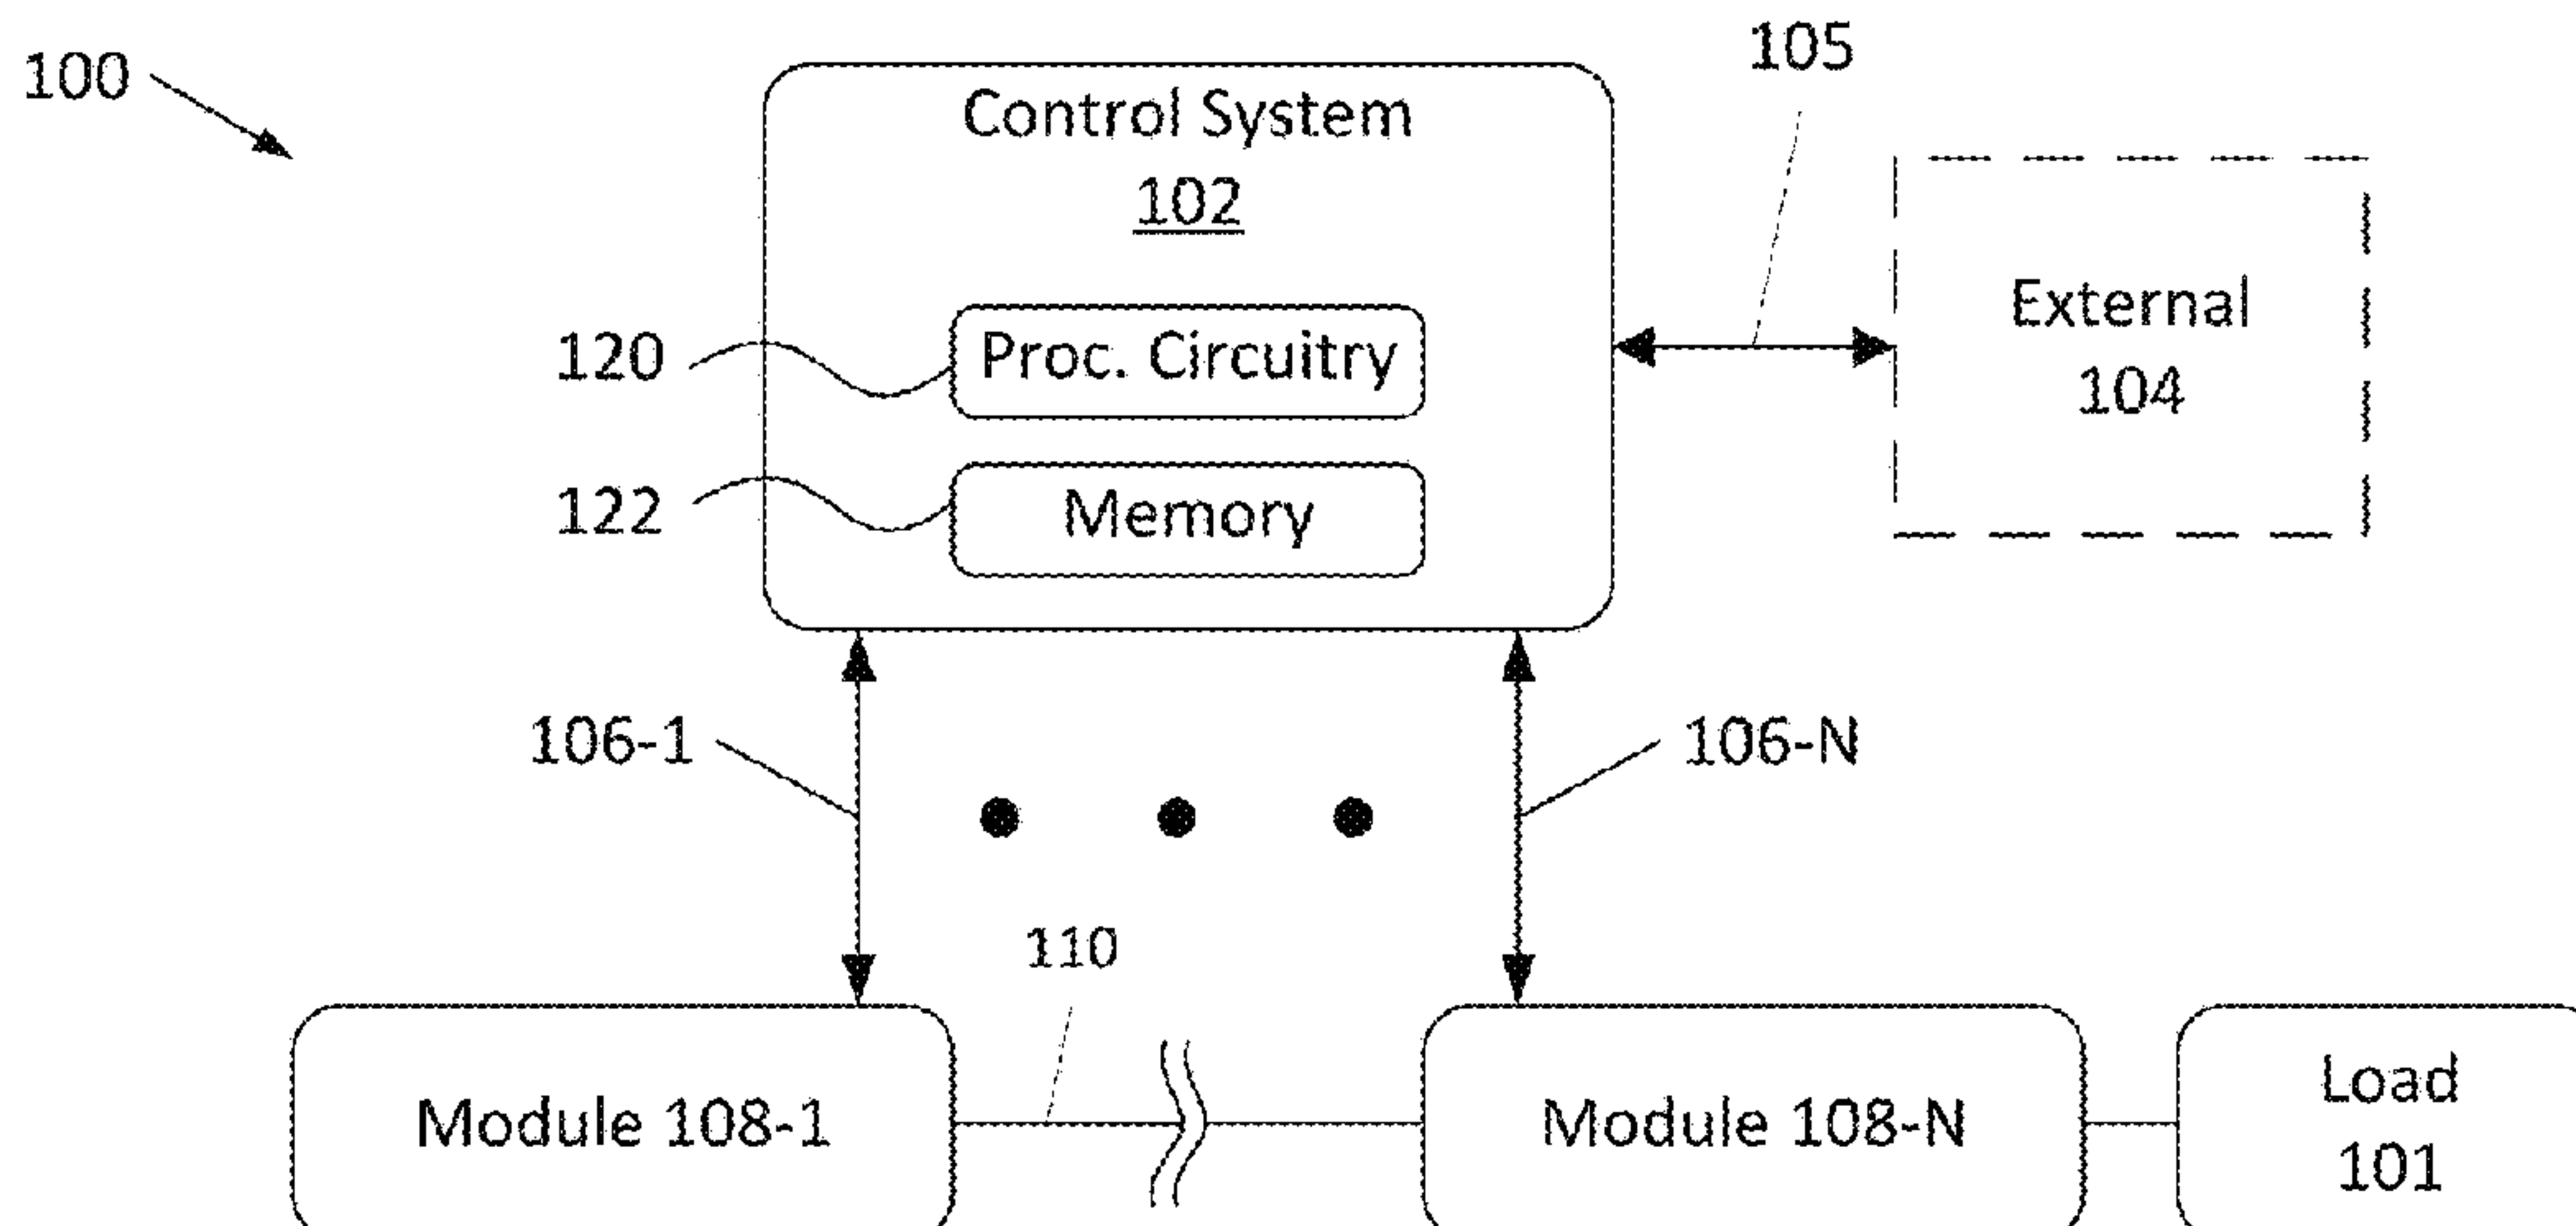 100
105
Control System
102
External
104
120
Proc. Circuitry
122
Memory
106-1
106-N
110
Module 108-1
Module 108-N
Load
101